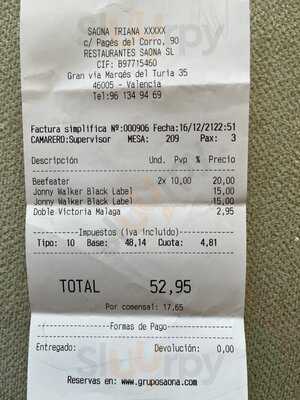 SAONA TRIANA XXXXX
c/ Pagés del Corro, 90
RESTAURANTES SAONA SL
CIF: B97715460
Gran via Marqés del Turia 35
46005 - Valencia
Tel:96 134 94 69
Factura simplifica Nº:000906 Fecha:16/12/2122:51
CAMARERO:Supervisor MESA: 209 Pax: 3
Descripción Und. Pvp % Precio
Beefeater 2x 10,00 20,00
Jonny Walker Black Label 15,00
Jonny Walker Black Label 15,00
Doble Victoria Malaga 2,95
Impuestos (iva incluido)
Tipo: 10 Base: 48,14 Cuota: 4,81
TOTAL 52,95
Por comensal: 17,65
Formas de Pago
Entregado: Devolución: 0,00
Sluurpy
Reservas en: www.gruposaona.com